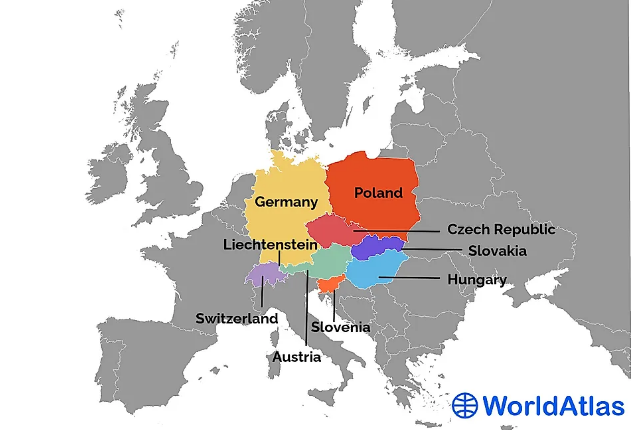 Poland
Germany
Czech Republic
Liechtenstein
Slovakia
Hungary
Switzerland
Slovenia
Austria
WorldAtlas